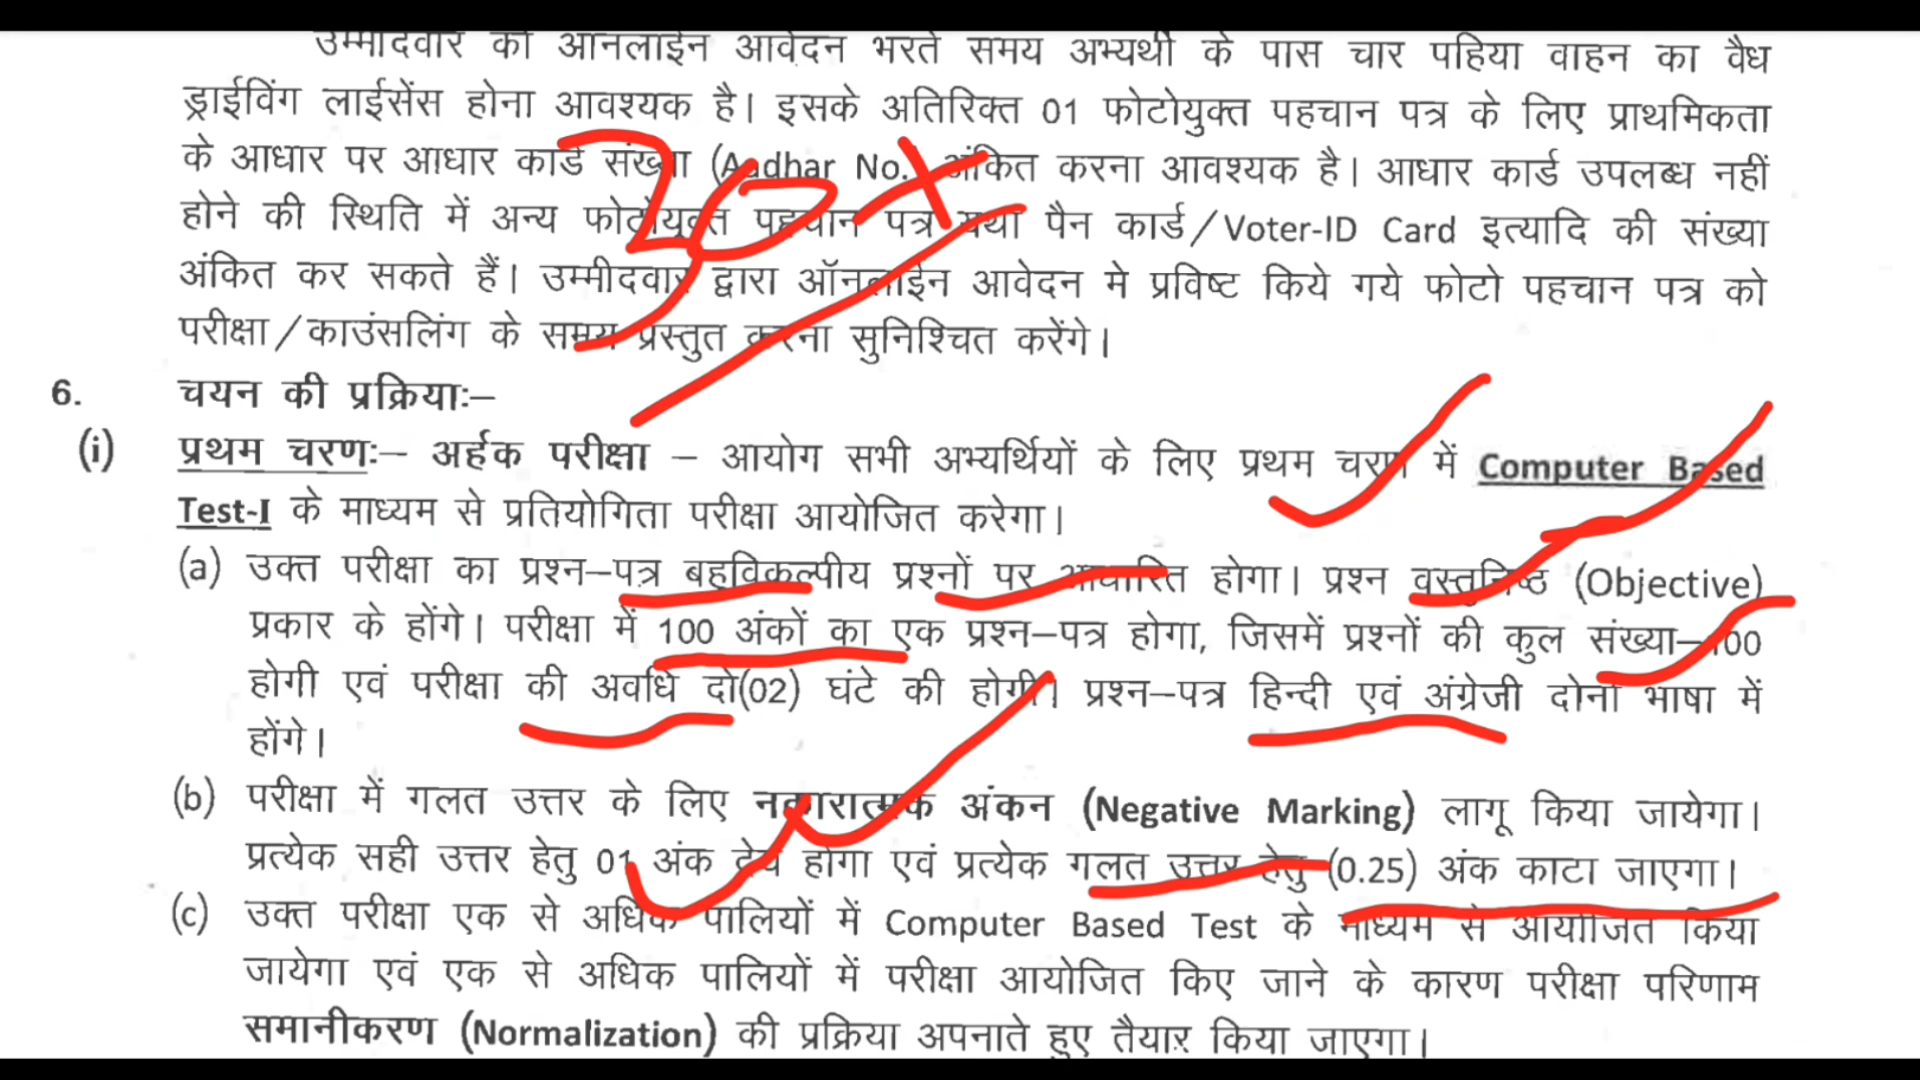 उम्मीदवार को ऑनलाईन आवेदन भरते समय अभ्यर्थी के पास चार पहिया वाहन का वैध
ड्राईविंग लाईसेंस होना आवश्यक है। इसके अतिरिक्त 01 फोटोयुक्त पहचान पत्र के लिए प्राथमिकता
के आधार पर आधार कार्ड संख्या (Aadhar No.) अंकित करना आवश्यक है। आधार कार्ड उपलब्ध नहीं
होने की स्थिति में अन्य फोटोयुक्त पहचान पत्र यथा पैन कार्ड/Voter-ID Card इत्यादि की संख्या
अंकित कर सकते हैं। उम्मीदवार द्वारा ऑनलाईन आवेदन मे प्रविष्ट किये गये फोटो पहचान पत्र को
परीक्षा/काउंसलिंग के समय प्रस्तुत करना सुनिश्चित करेंगे।
6. चयन की प्रक्रियाः–
(i) प्रथम चरणः– अर्हक परीक्षा – आयोग सभी अभ्यर्थियों के लिए प्रथम चरण में Computer Based
Test-I के माध्यम से प्रतियोगिता परीक्षा आयोजित करेगा।
(a) उक्त परीक्षा का प्रश्न–पत्र बहुविकल्पीय प्रश्नों पर आधारित होगा। प्रश्न वस्तुनिष्ठ (Objective)
प्रकार के होंगे। परीक्षा में 100 अंकों का एक प्रश्न–पत्र होगा, जिसमें प्रश्नों की कुल संख्या–100
होगी एवं परीक्षा की अवधि दो(02) घंटे की होगी। प्रश्न–पत्र हिन्दी एवं अंग्रेजी दोनों भाषा में
होंगे।
(b) परीक्षा में गलत उत्तर के लिए नकारात्मक अंकन (Negative Marking) लागू किया जायेगा।
प्रत्येक सही उत्तर हेतु 01 अंक देय होगा एवं प्रत्येक गलत उत्तर हेतु (0.25) अंक काटा जाएगा।
(c) उक्त परीक्षा एक से अधिक पालियों में Computer Based Test के माध्यम से आयोजित किया
जायेगा एवं एक से अधिक पालियों में परीक्षा आयोजित किए जाने के कारण परीक्षा परिणाम
समानीकरण (Normalization) की प्रक्रिया अपनाते हुए तैयार किया जाएगा।